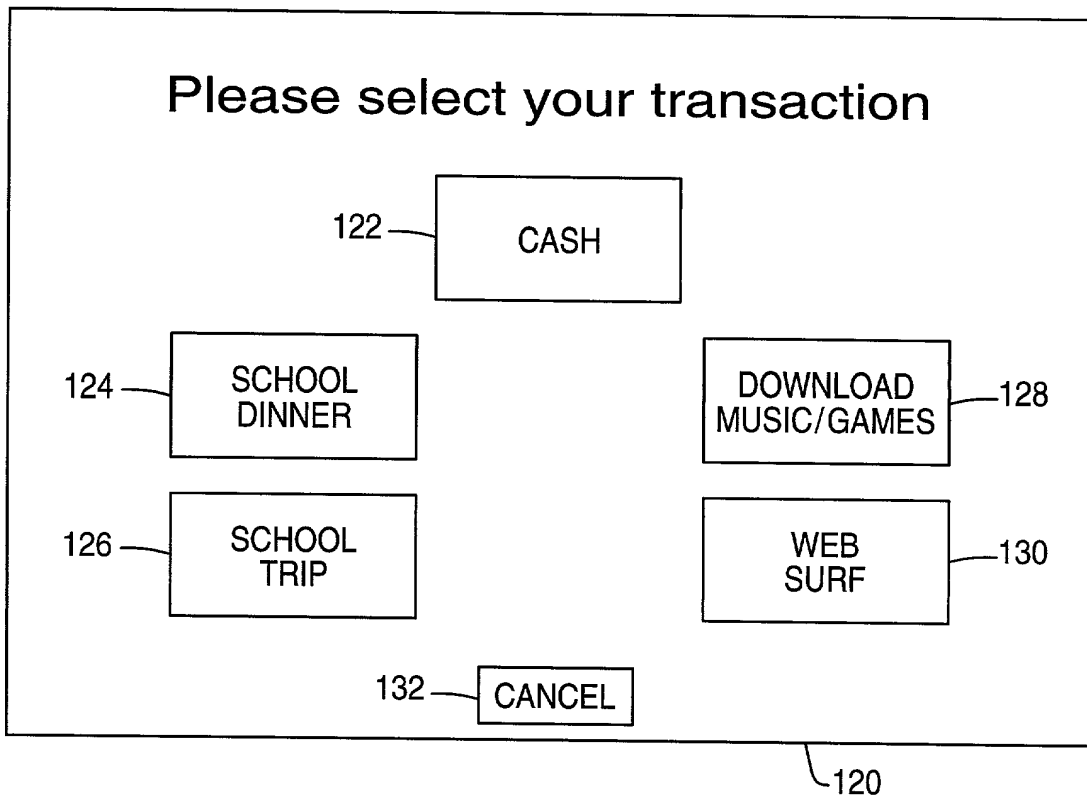 Please select your transaction
122
CASH
124
SCHOOL
DINNER
DOWNLOAD
MUSIC/GAMES
128
126
SCHOOL
TRIP
WEB
SURF
130
132
CANCEL
120